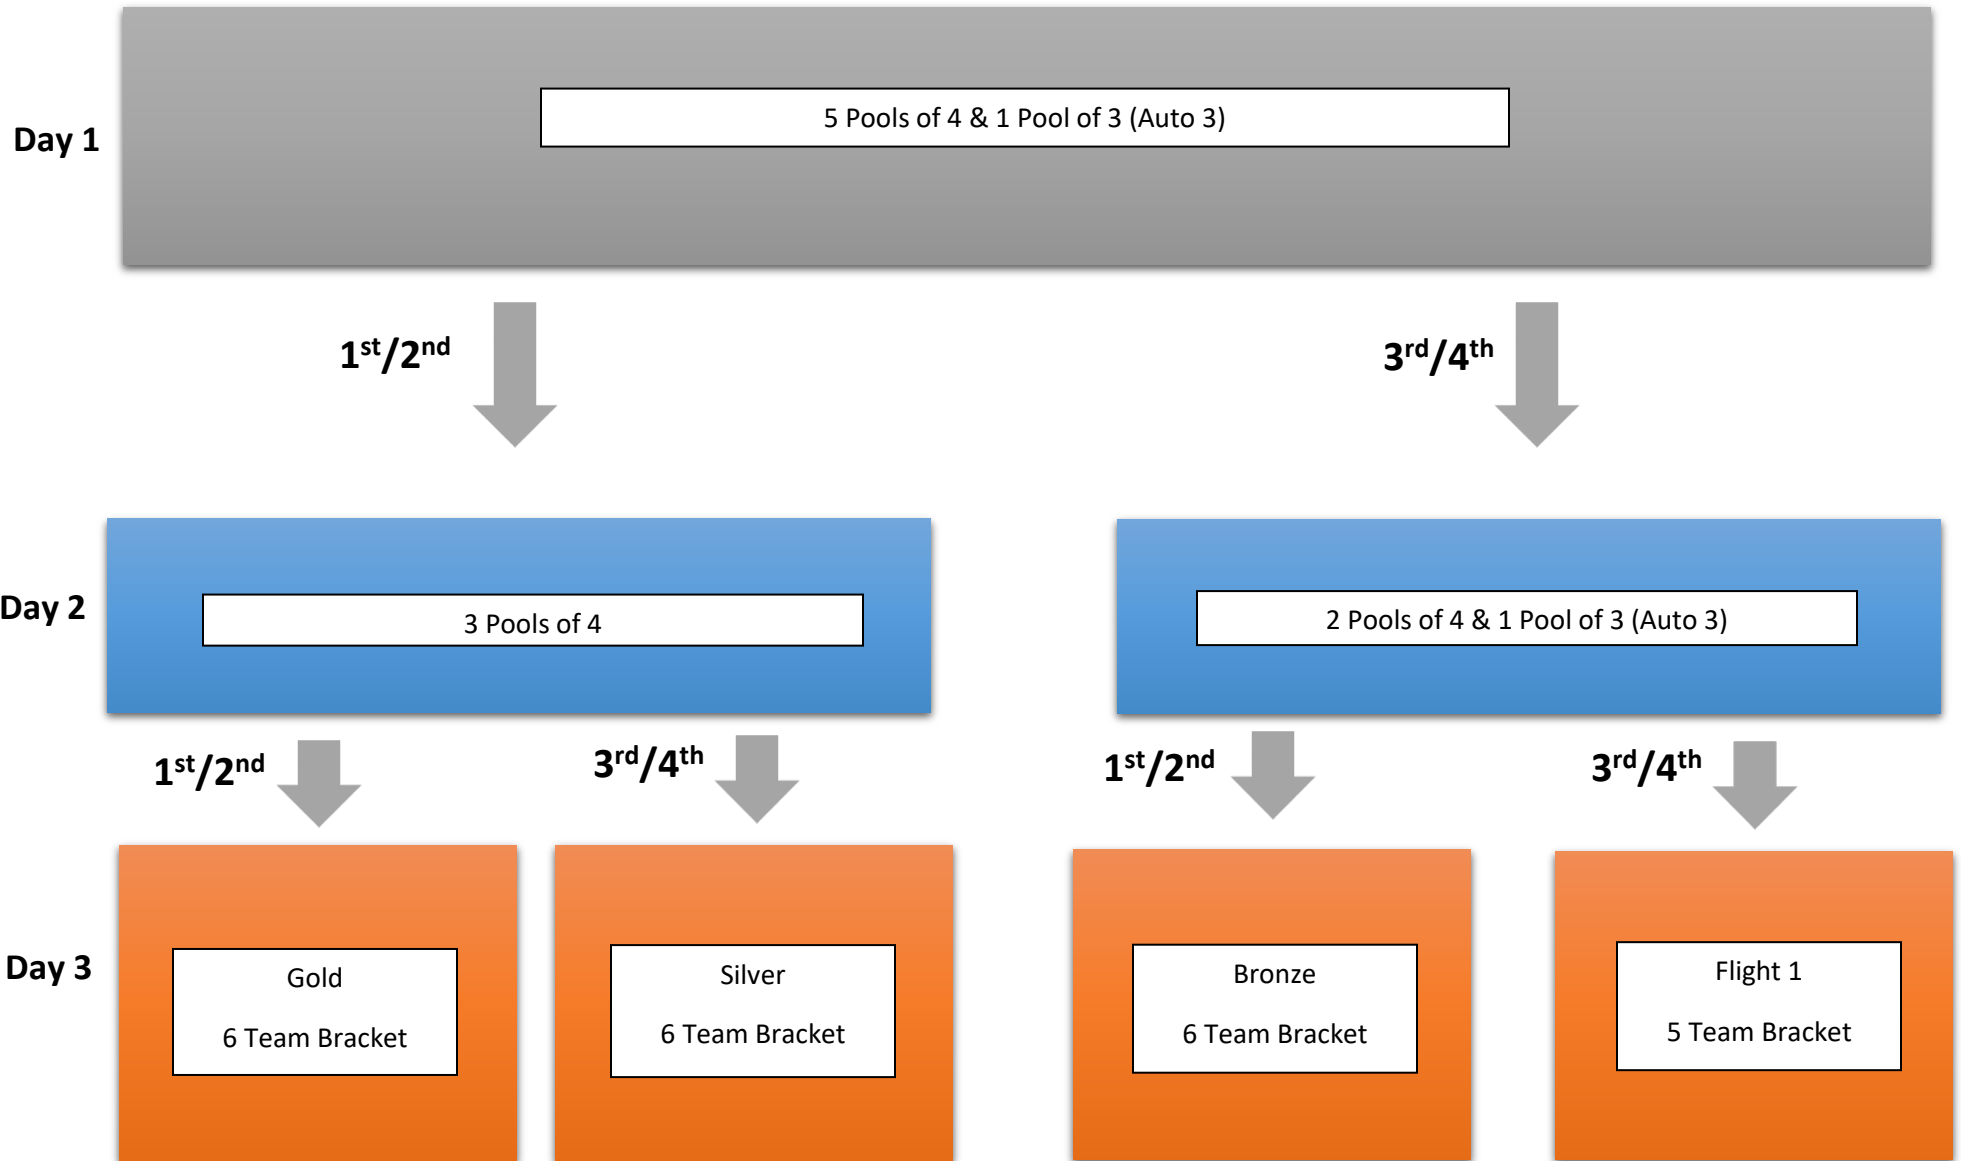 Day 1
5 Pools of 4 & 1 Pool of 3 (Auto 3)
1st/2nd
3rd/4th
Day 2
3 Pools of 4
2 Pools of 4 & 1 Pool of 3 (Auto 3)
1st/2nd
3rd/4th
1st/2nd
3rd/4th
Day 3
Gold
6 Team Bracket
Silver
6 Team Bracket
Bronze
6 Team Bracket
Flight 1
5 Team Bracket